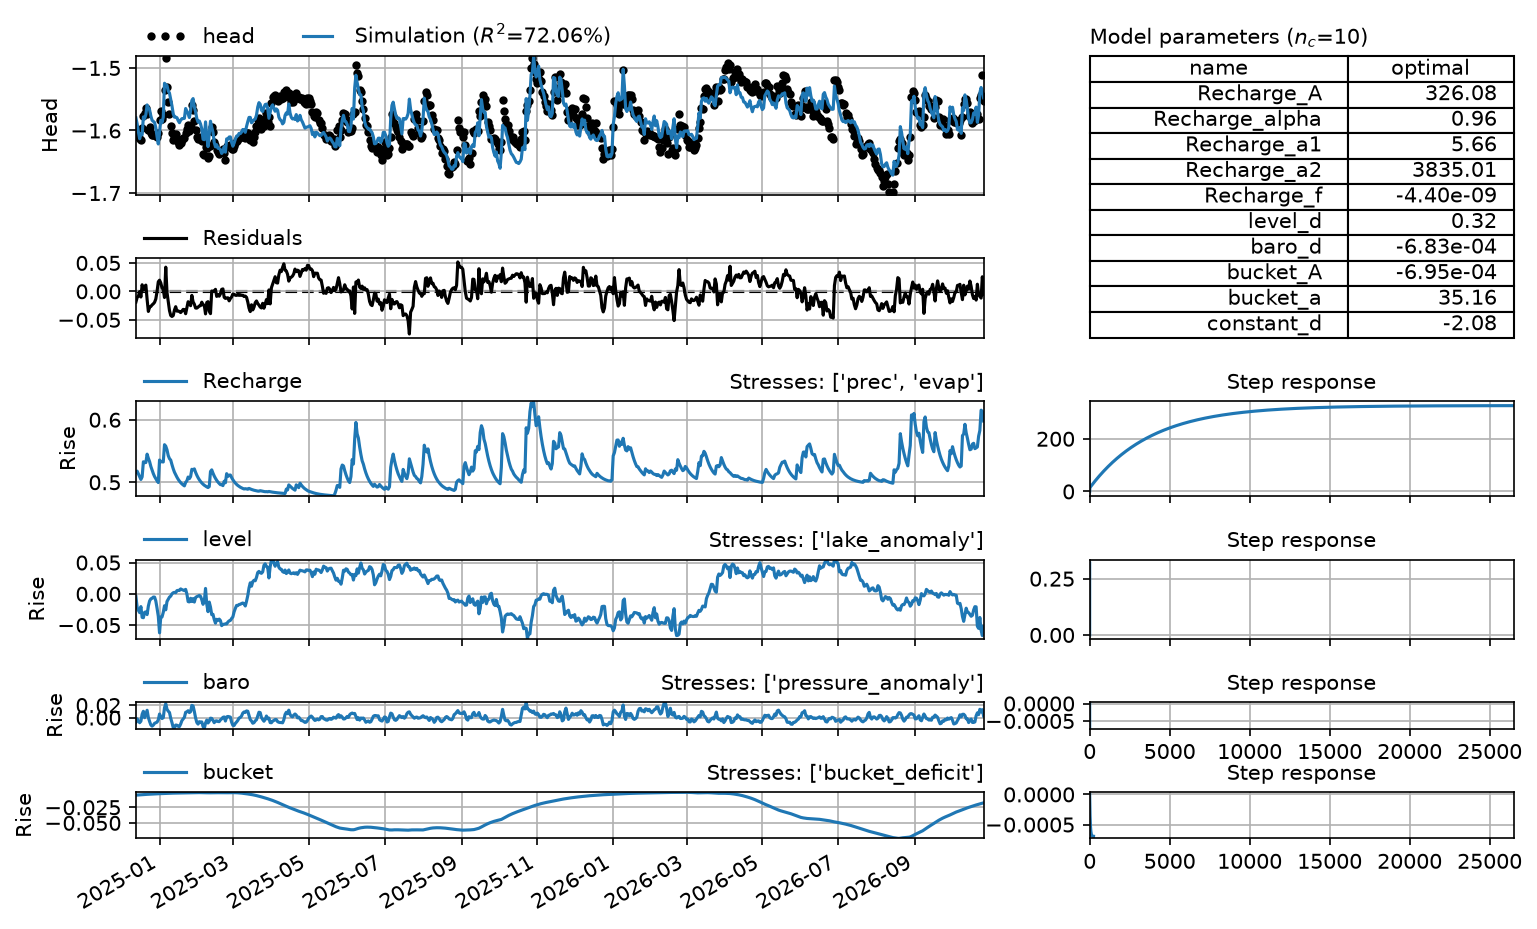 head Simulation (R²=72.06%)
Head
−1.5
−1.6
−1.7
Model parameters (n_c=10)
name optimal
Recharge_A 326.08
Recharge_alpha 0.96
Recharge_a1 5.66
Recharge_a2 3835.01
Recharge_f -4.40e-09
level_d 0.32
baro_d -6.83e-04
bucket_A -6.95e-04
bucket_a 35.16
constant_d -2.08
Residuals
0.05
0.00
−0.05
Recharge Stresses: ['prec', 'evap']
Rise
0.6
0.5
Step response
200
0
level Stresses: ['lake_anomaly']
Rise
0.05
0.00
−0.05
Step response
0.25
0.00
baro Stresses: ['pressure_anomaly']
Rise
0.02
0.00
Step response
0.0000
−0.0005
0 5000 10000 15000 20000 25000
bucket Stresses: ['bucket_deficit']
Rise
−0.025
−0.050
2025-01 2025-03 2025-05 2025-07 2025-09 2025-11 2026-01 2026-03 2026-05 2026-07 2026-09
Step response
0.0000
−0.0005
0 5000 10000 15000 20000 25000